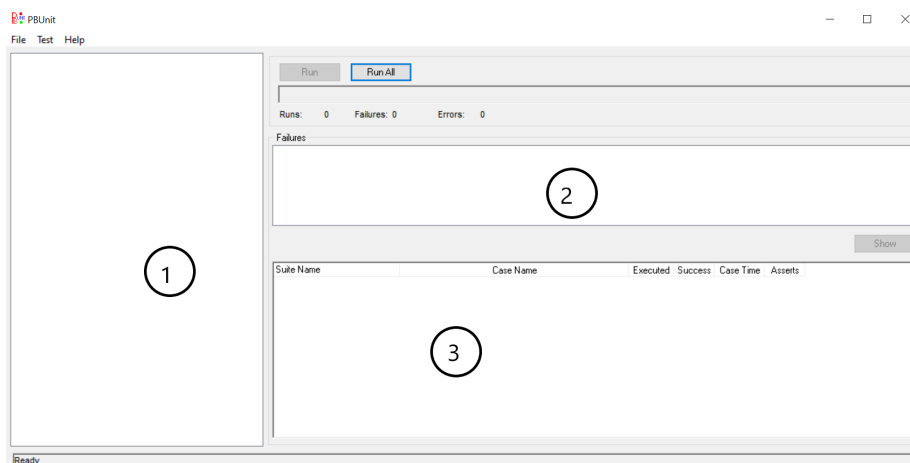 PBUnit
File Test Help
Run Run All
Runs: 0 Failures: 0 Errors: 0
Failures
2
Show
1
Suite Name Case Name Executed Success Case Time Asserts
3
Ready